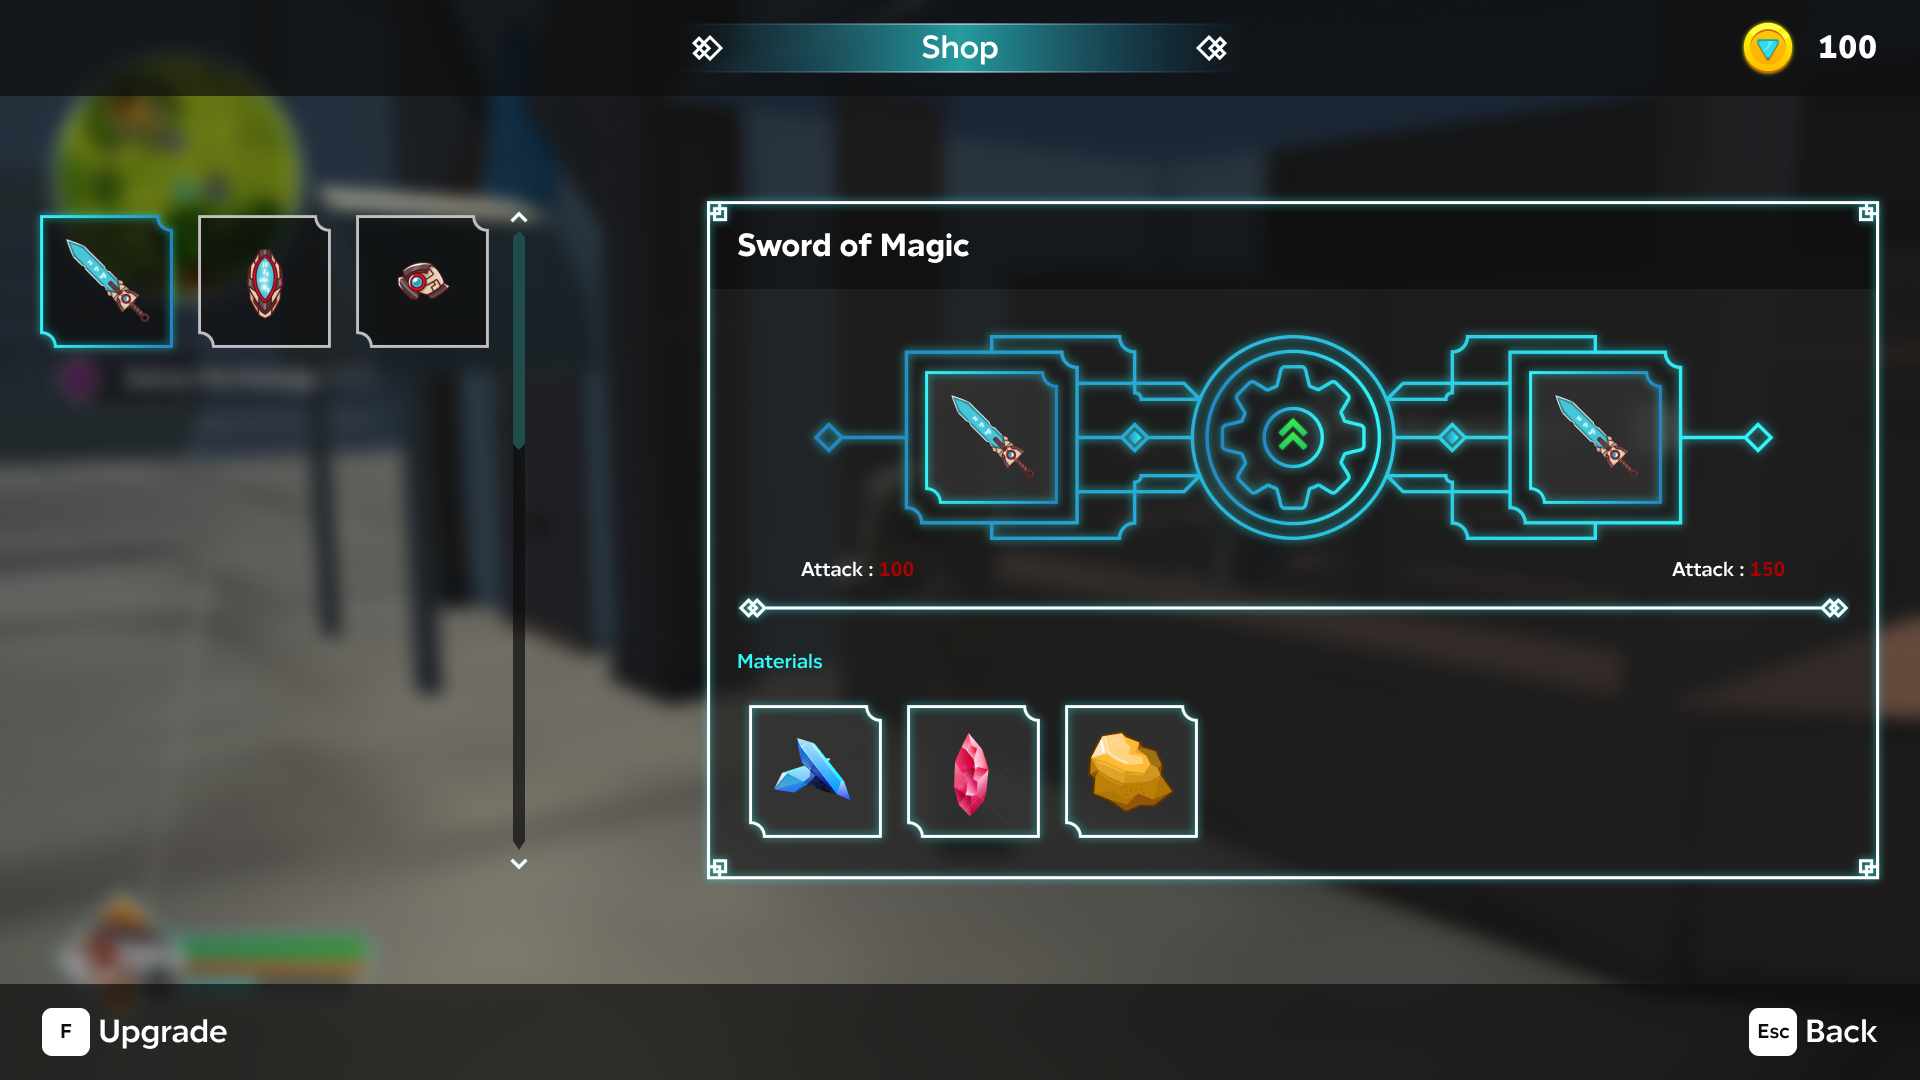 Shop
100
Sword of Magic
Attack : 100
Attack : 150
Materials
F Upgrade
Esc Back